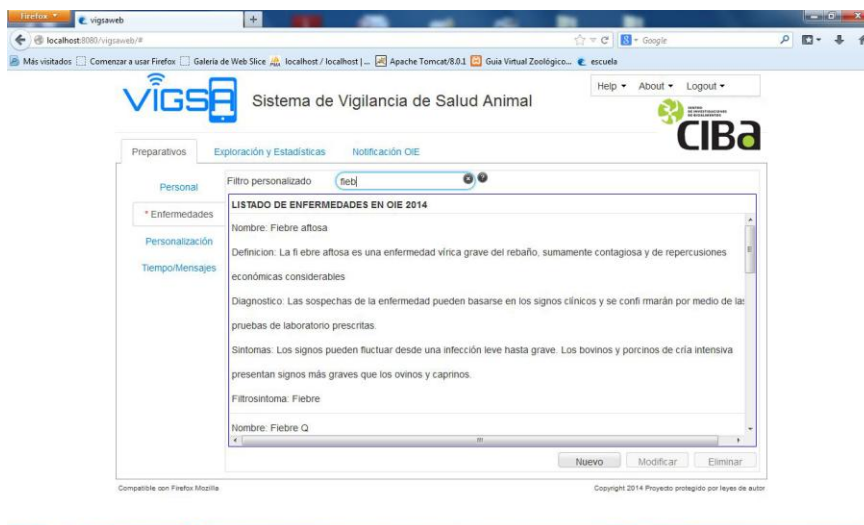 Firefox
vigsaweb
+
localhost:8080/vigsaweb/#
Google
Más visitados Comenzar a usar Firefox Galería de Web Slice localhost / localhost | ... Apache Tomcat/8.0.1 Guia Virtual Zoológico... escuela
VIGSA
Sistema de Vigilancia de Salud Animal
Help About Logout
CIBa
Preparativos Exploración y Estadísticas Notificación OIE
Personal
* Enfermedades
Personalización
Tiempo/Mensajes
Filtro personalizado fieb
LISTADO DE ENFERMEDADES EN OIE 2014
Nombre: Fiebre aftosa
Definicion: La fi ebre aftosa es una enfermedad vírica grave del rebaño, sumamente contagiosa y de repercusiones
económicas considerables
Diagnostico: Las sospechas de la enfermedad pueden basarse en los signos clínicos y se confi rmarán por medio de las
pruebas de laboratorio prescritas.
Sintomas: Los signos pueden fluctuar desde una infección leve hasta grave. Los bovinos y porcinos de cría intensiva
presentan signos más graves que los ovinos y caprinos.
Filtrosintoma: Fiebre
Nombre: Fiebre Q
Nuevo Modificar Eliminar
Compatible con Firefox Mozilla
Copyright 2014 Proyecto protegido por leyes de autor